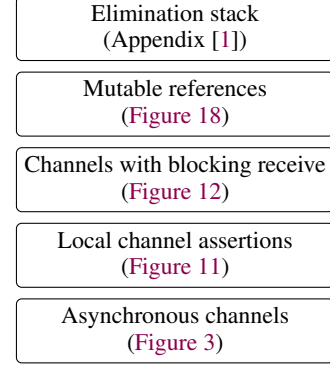 Elimination stack
(Appendix [1])
Mutable references
(Figure 18)
Channels with blocking receive
(Figure 12)
Local channel assertions
(Figure 11)
Asynchronous channels
(Figure 3)